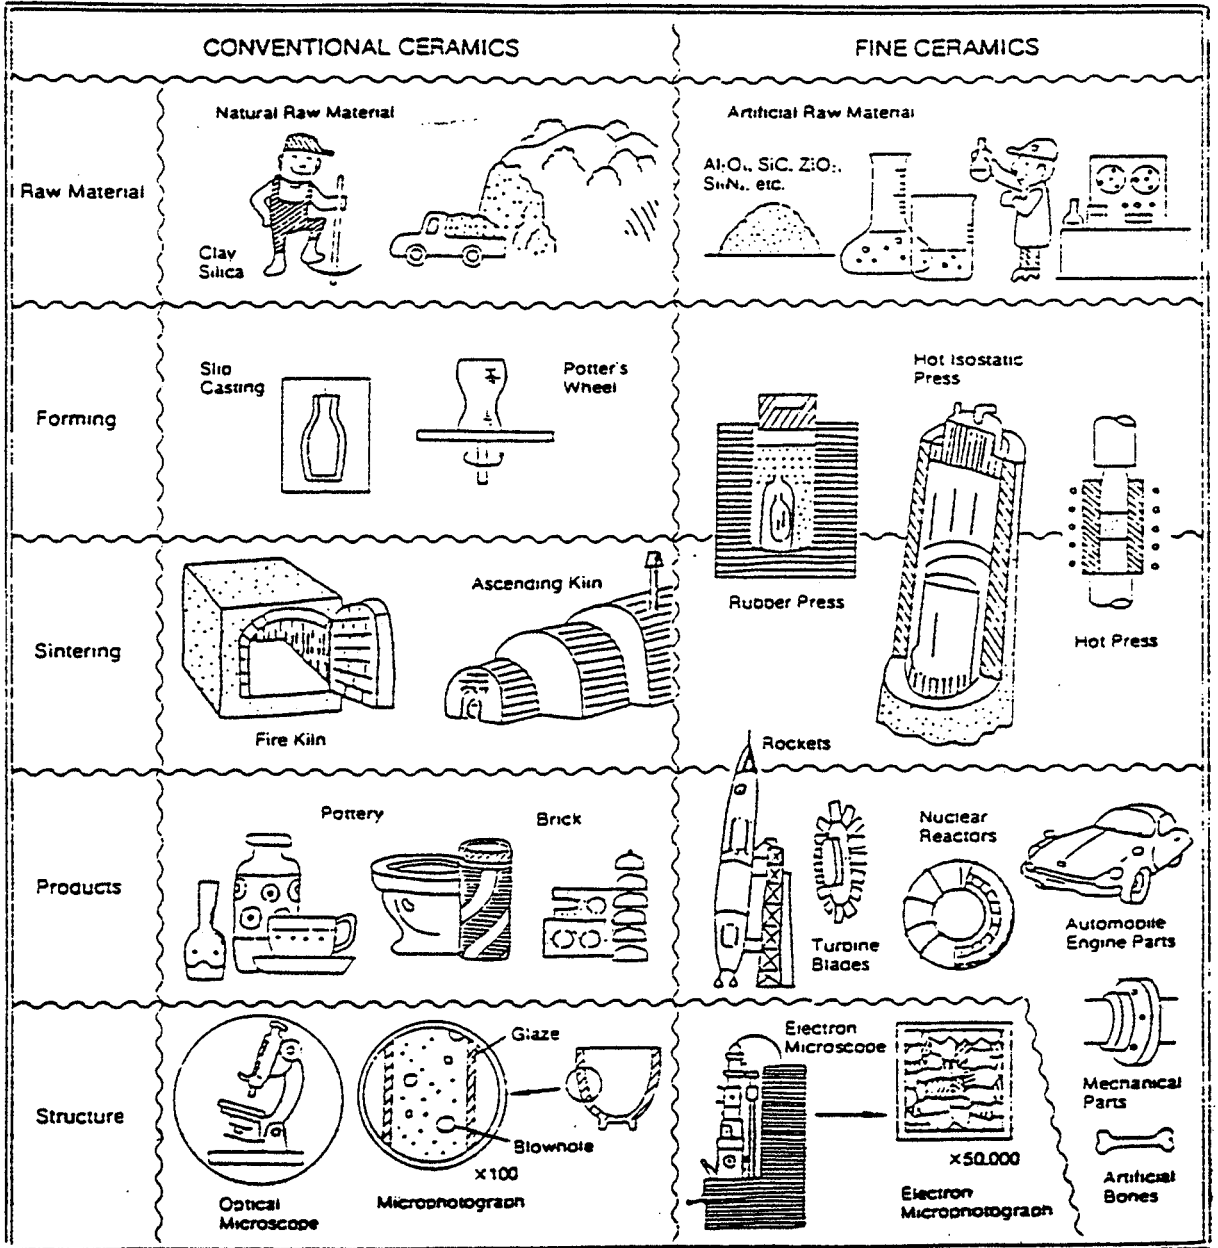 CONVENTIONAL CERAMICS
FINE CERAMICS
Raw Material
Natural Raw Material
Clay
Silica
Artificial Raw Material
Al₂O₃, SiC, ZiO₂,
Si₃N₄, etc.
Forming
Slip
Casting
Potter's
Wheel
Hot Isostatic
Press
Rubber Press
Hot Press
Sintering
Ascending Kiln
Fire Kiln
Products
Pottery
Brick
Rockets
Turbine
Blades
Nuclear
Reactors
Automobile
Engine Parts
Mechanical
Parts
Artificial
Bones
Structure
Optical
Microscope
Glaze
Blowhole
×100
Microphotograph
Electron
Microscope
×50,000
Electron
Microphotograph